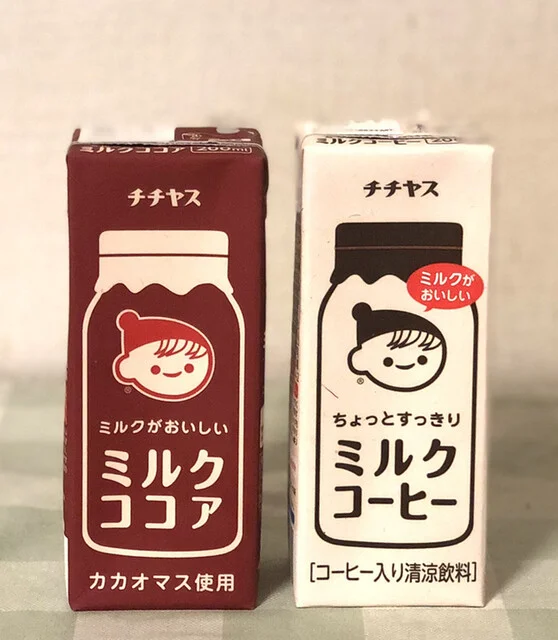 ミルクココア 200ml
チチヤス
ミルクがおいしい
ミルク
ココア
カカオマス使用
ミルクコーヒー 20
チチヤス
ミルクが
おいしい
®
ちょっとすっきり
ミルク
コーヒー
[コーヒー入り清涼飲料]